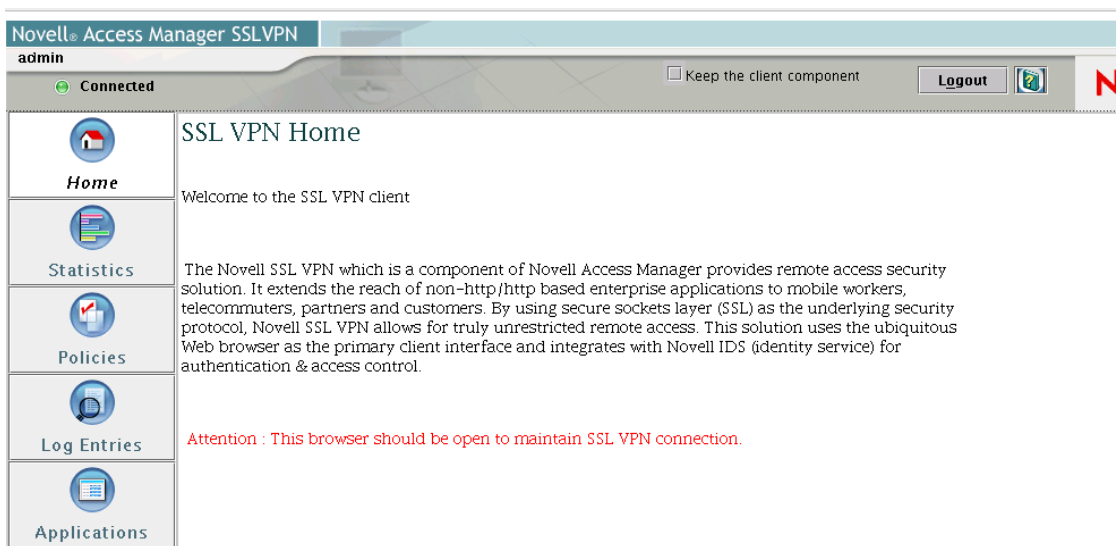 Novell® Access Manager SSLVPN
admin
Connected
Keep the client component
Logout
N
Home
Statistics
Policies
Log Entries
Applications
SSL VPN Home
Welcome to the SSL VPN client
The Novell SSL VPN which is a component of Novell Access Manager provides remote access security
solution. It extends the reach of non-http/http based enterprise applications to mobile workers,
telecommuters, partners and customers. By using secure sockets layer (SSL) as the underlying security
protocol, Novell SSL VPN allows for truly unrestricted remote access. This solution uses the ubiquitous
Web browser as the primary client interface and integrates with Novell IDS (identity service) for
authentication & access control.
Attention : This browser should be open to maintain SSL VPN connection.